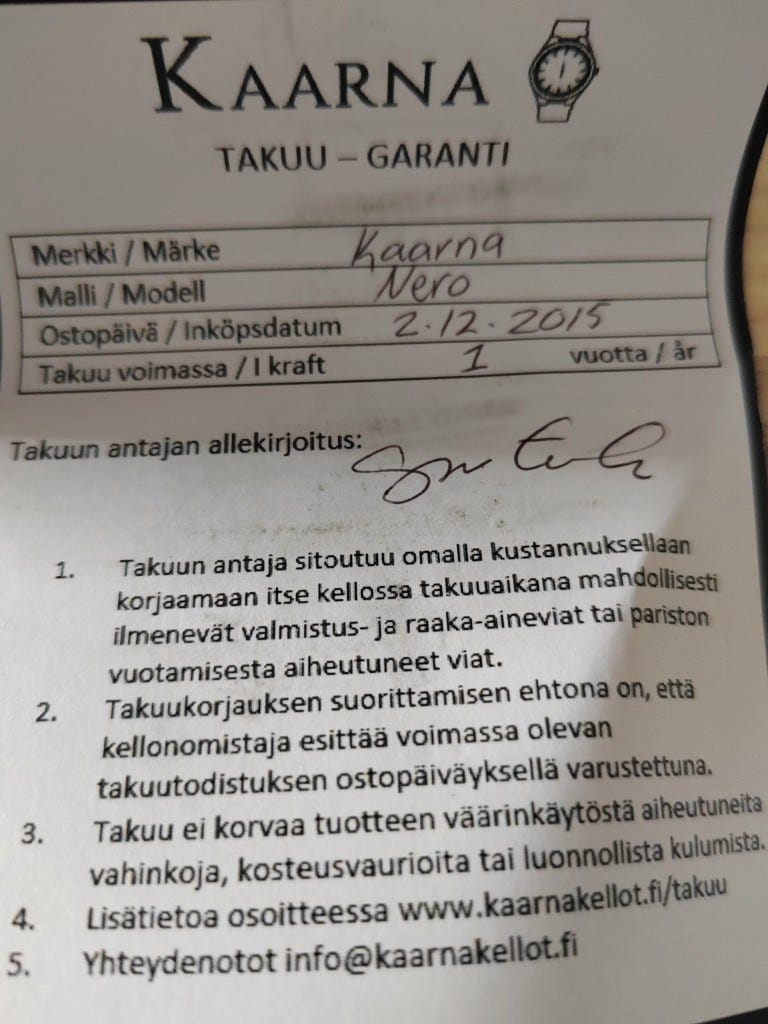 KAARNA
TAKUU – GARANTI
Merkki / Märke Kaarna
Malli / Modell Nero
Ostopäivä / Inköpsdatum 2.12.2015
Takuu voimassa / I kraft 1 vuotta / år
Takuun antajan allekirjoitus:
1. Takuun antaja sitoutuu omalla kustannuksellaan
korjaamaan itse kellossa takuuaikana mahdollisesti
ilmenevät valmistus- ja raaka-aineviat tai pariston
vuotamisesta aiheutuneet viat.
2. Takuukorjauksen suorittamisen ehtona on, että
kellonomistaja esittää voimassa olevan
takuutodistuksen ostopäiväyksellä varustettuna.
3. Takuu ei korvaa tuotteen väärinkäytöstä aiheutuneita
vahinkoja, kosteusvaurioita tai luonnollista kulumista.
4. Lisätietoa osoitteessa www.kaarnakellot.fi/takuu
5. Yhteydenotot info@kaarnakellot.fi